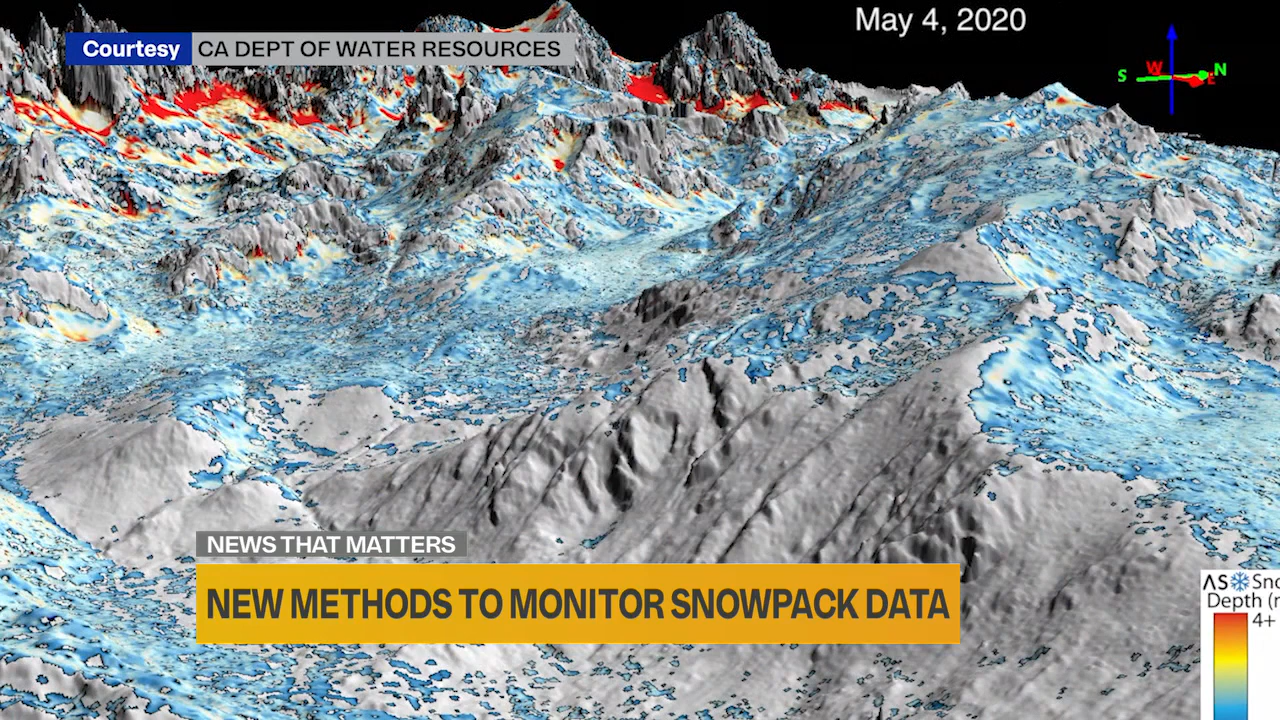 May 4, 2020
Courtesy CA DEPT OF WATER RESOURCES
S W N
E
NEWS THAT MATTERS
NEW METHODS TO MONITOR SNOWPACK DATA
Depth
4+